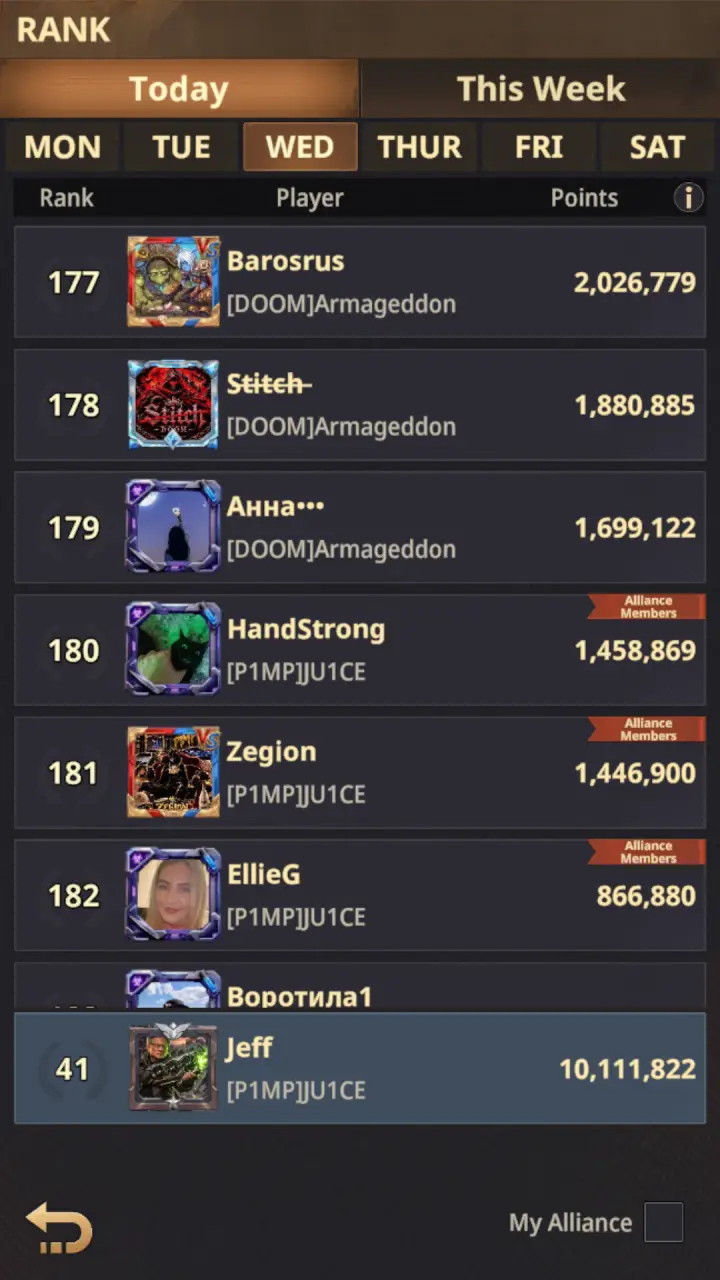 RANK
Today
This Week
MON
TUE
WED
THUR
FRI
SAT
Rank
Player
Points
177
Barosrus
[DOOM]Armageddon
2,026,779
178
Stitch
[DOOM]Armageddon
1,880,885
179
Анна•••
[DOOM]Armageddon
1,699,122
Alliance
Members
180
HandStrong
[P1MP]JU1CE
1,458,869
Alliance
Members
181
Zegion
[P1MP]JU1CE
1,446,900
Alliance
Members
182
EllieG
[P1MP]JU1CE
866,880
Воротила1
41
Jeff
[P1MP]JU1CE
10,111,822
My Alliance